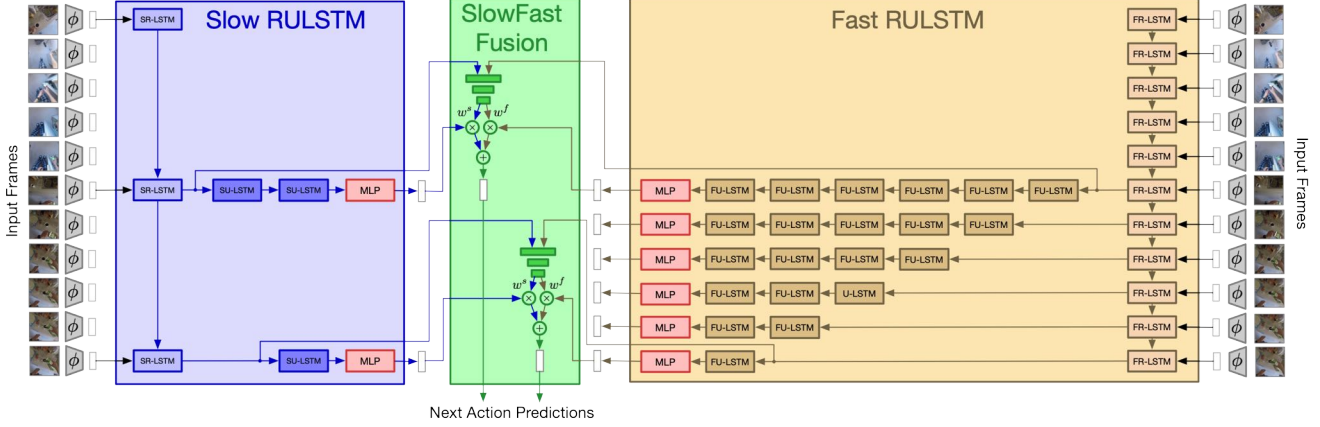 Slow RULSTM
SlowFast
Fusion
Fast RULSTM
Input Frames
Input Frames
ϕ SR-LSTM FR-LSTM ϕ
ϕ FR-LSTM ϕ
ϕ FR-LSTM ϕ
ϕ wˢ wᶠ FR-LSTM ϕ
ϕ × × + FR-LSTM ϕ
ϕ SR-LSTM SU-LSTM SU-LSTM MLP MLP FU-LSTM FU-LSTM FU-LSTM FU-LSTM FU-LSTM FU-LSTM FR-LSTM ϕ
ϕ MLP FU-LSTM FU-LSTM FU-LSTM FU-LSTM FU-LSTM FR-LSTM ϕ
ϕ MLP FU-LSTM FU-LSTM FU-LSTM FU-LSTM FR-LSTM ϕ
ϕ wˢ wᶠ × × MLP FU-LSTM FU-LSTM U-LSTM FR-LSTM ϕ
ϕ + MLP FU-LSTM FU-LSTM FR-LSTM ϕ
ϕ SR-LSTM SU-LSTM MLP MLP FU-LSTM FR-LSTM ϕ
Next Action Predictions